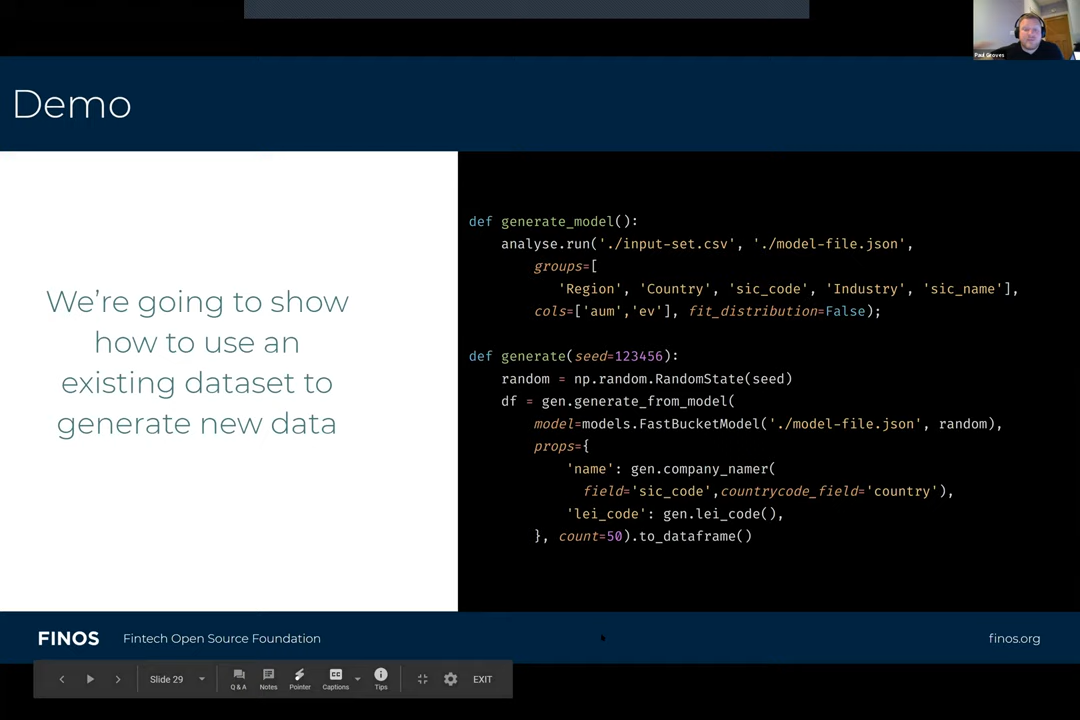 Paul Groves
Demo
We're going to show
how to use an
existing dataset to
generate new data
def generate_model():
analyse.run('./input-set.csv', './model-file.json',
groups=[
'Region', 'Country', 'sic_code', 'Industry', 'sic_name'],
cols=['aum','ev'], fit_distribution=False);
def generate(seed=123456):
random = np.random.RandomState(seed)
df = gen.generate_from_model(
model=models.FastBucketModel('./model-file.json', random),
props={
'name': gen.company_namer(
field='sic_code',countrycode_field='country'),
'lei_code': gen.lei_code(),
}, count=50).to_dataframe()
FINOS Fintech Open Source Foundation
finos.org
Slide 29
Q & A
Notes
Pointer
CC
Captions
Tips
EXIT